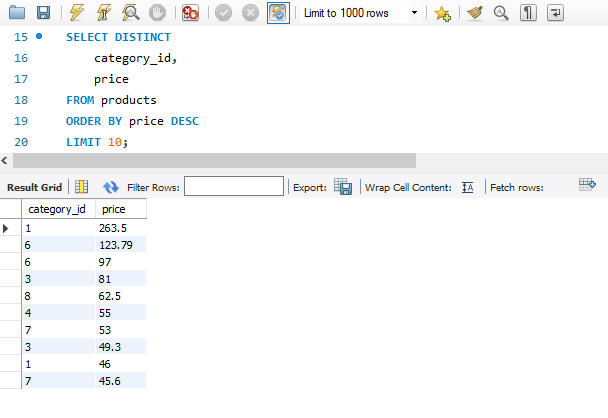 Limit to 1000 rows
15 SELECT DISTINCT
16 category_id,
17 price
18 FROM products
19 ORDER BY price DESC
20 LIMIT 10;
Result Grid Filter Rows: Export: Wrap Cell Content: Fetch rows:
category_id price
1 263.5
6 123.79
6 97
3 81
8 62.5
4 55
7 53
3 49.3
1 46
7 45.6